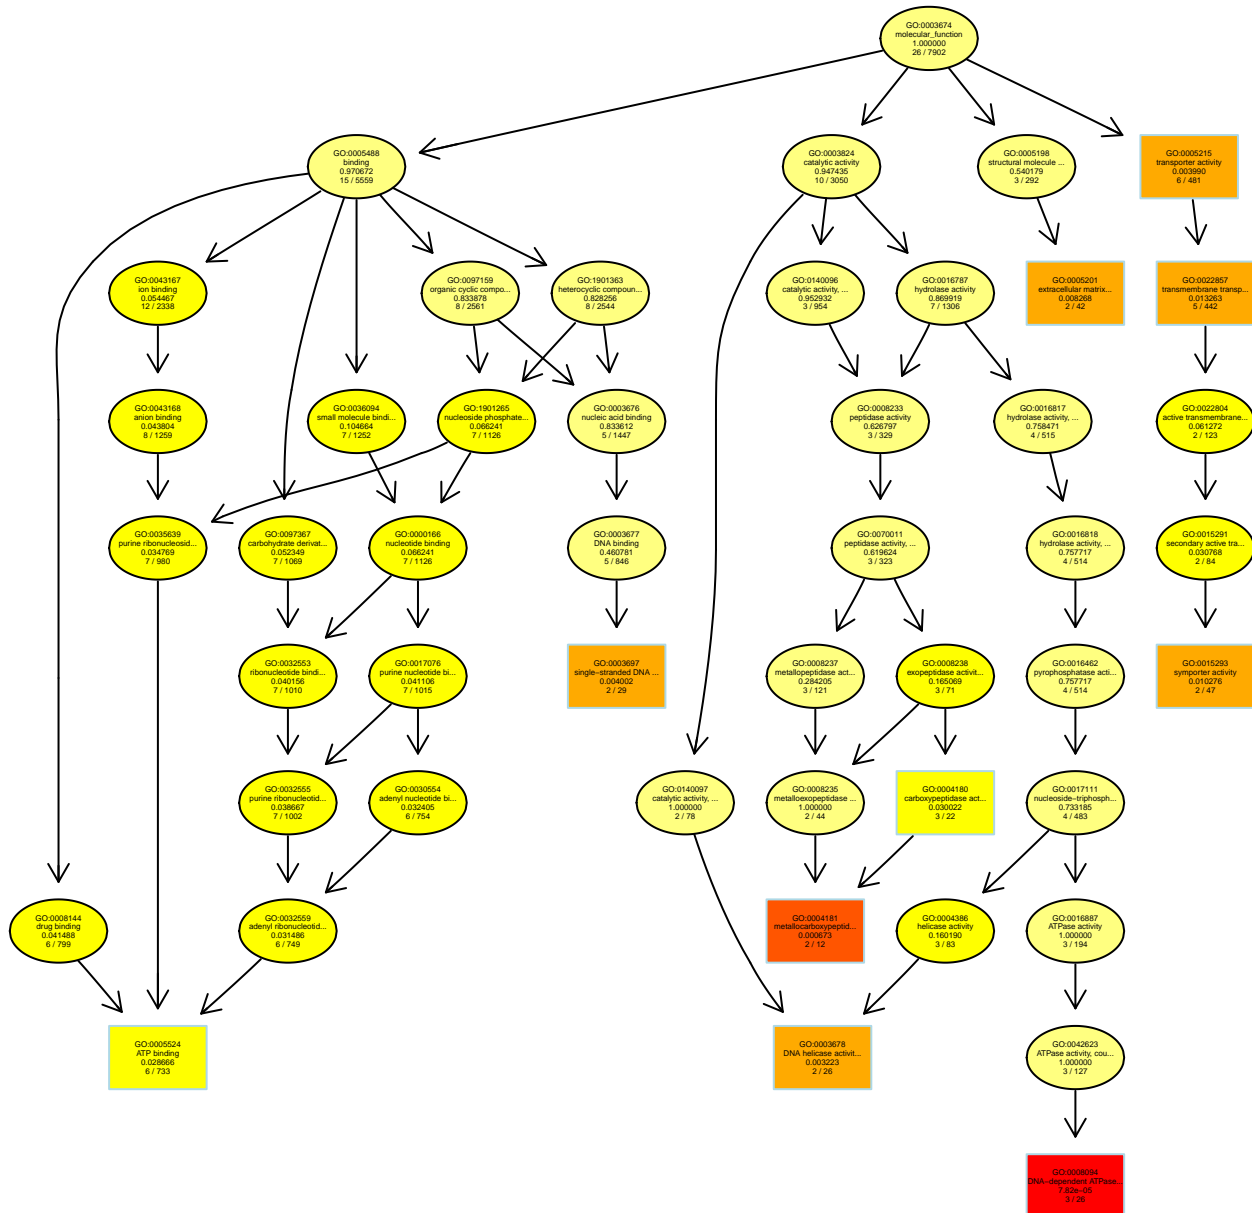 GO:0003674
molecular_function
1.000000
26 / 7902
GO:0005488
binding
0.970672
15 / 5559
GO:0003824
catalytic activity
0.947435
10 / 3050
GO:0005198
structural molecule ...
0.540179
3 / 292
GO:0005215
transporter activity
0.003990
6 / 481
GO:0043167
ion binding
0.054467
12 / 2338
GO:0097159
organic cyclic compo...
0.833878
8 / 2561
GO:1901363
heterocyclic compoun...
0.828256
8 / 2544
GO:0140096
catalytic activity, ...
0.952932
3 / 954
GO:0016787
hydrolase activity
0.869919
7 / 1306
GO:0005201
extracellular matrix...
0.008268
2 / 42
GO:0022857
transmembrane transp...
0.013263
5 / 442
GO:0043168
anion binding
0.043804
8 / 1259
GO:0036094
small molecule bindi...
0.104664
7 / 1252
GO:1901265
nucleoside phosphate...
0.066241
7 / 1126
GO:0003676
nucleic acid binding
0.833612
5 / 1447
GO:0008233
peptidase activity
0.626797
3 / 329
GO:0016817
hydrolase activity, ...
0.758471
4 / 515
GO:0022804
active transmembrane...
0.061272
2 / 123
GO:0035639
purine ribonucleosid...
0.034769
7 / 980
GO:0097367
carbohydrate derivat...
0.052349
7 / 1069
GO:0000166
nucleotide binding
0.066241
7 / 1126
GO:0003677
DNA binding
0.460781
5 / 846
GO:0070011
peptidase activity, ...
0.619624
3 / 323
GO:0016818
hydrolase activity, ...
0.757717
4 / 514
GO:0015291
secondary active tra...
0.030768
2 / 84
GO:0032553
ribonucleotide bindi...
0.040156
7 / 1010
GO:0017076
purine nucleotide bi...
0.041106
7 / 1015
GO:0003697
single−stranded DNA ...
0.004002
2 / 29
GO:0008237
metallopeptidase act...
0.284205
3 / 121
GO:0008238
exopeptidase activit...
0.165069
3 / 71
GO:0016462
pyrophosphatase acti...
0.757717
4 / 514
GO:0015293
symporter activity
0.010276
2 / 47
GO:0032555
purine ribonucleotid...
0.038667
7 / 1002
GO:0030554
adenyl nucleotide bi...
0.032405
6 / 754
GO:0140097
catalytic activity, ...
1.000000
2 / 78
GO:0008235
metalloexopeptidase ...
1.000000
2 / 44
GO:0004180
carboxypeptidase act...
0.030022
3 / 22
GO:0017111
nucleoside−triphosph...
0.733185
4 / 483
GO:0008144
drug binding
0.041488
6 / 799
GO:0032559
adenyl ribonucleotid...
0.031486
6 / 749
GO:0004181
metallocarboxypeptid...
0.000673
2 / 12
GO:0004386
helicase activity
0.160190
3 / 83
GO:0016887
ATPase activity
1.000000
3 / 194
GO:0005524
ATP binding
0.028666
6 / 733
GO:0003678
DNA helicase activit...
0.003223
2 / 26
GO:0042623
ATPase activity, cou...
1.000000
3 / 127
GO:0008094
DNA−dependent ATPase...
7.82e−05
3 / 26